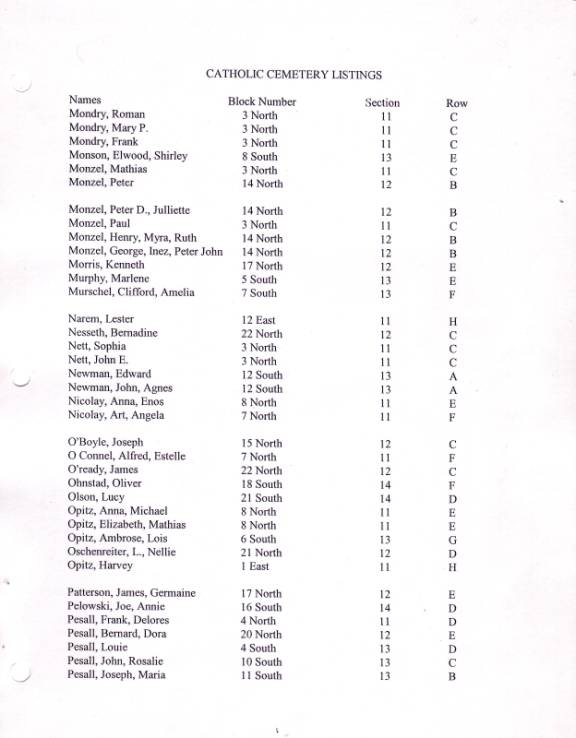 CATHOLIC CEMETERY LISTINGS
Names Block Number Section Row
Mondry, Roman 3 North 11 C
Mondry, Mary P. 3 North 11 C
Mondry, Frank 3 North 11 C
Monson, Elwood, Shirley 8 South 13 E
Monzel, Mathias 3 North 11 C
Monzel, Peter 14 North 12 B
Monzel, Peter D., Julliette 14 North 12 B
Monzel, Paul 3 North 11 C
Monzel, Henry, Myra, Ruth 14 North 12 B
Monzel, George, Inez, Peter John 14 North 12 B
Morris, Kenneth 17 North 12 E
Murphy, Marlene 5 South 13 E
Murschel, Clifford, Amelia 7 South 13 F
Narem, Lester 12 East 11 H
Nesseth, Bernadine 22 North 12 C
Nett, Sophia 3 North 11 C
Nett, John E. 3 North 11 C
Newman, Edward 12 South 13 A
Newman, John, Agnes 12 South 13 A
Nicolay, Anna, Enos 8 North 11 E
Nicolay, Art, Angela 7 North 11 F
O'Boyle, Joseph 15 North 12 C
O Connel, Alfred, Estelle 7 North 11 F
O'ready, James 22 North 12 C
Ohnstad, Oliver 18 South 14 F
Olson, Lucy 21 South 14 D
Opitz, Anna, Michael 8 North 11 E
Opitz, Elizabeth, Mathias 8 North 11 E
Opitz, Ambrose, Lois 6 South 13 G
Oschenreiter, L., Nellie 21 North 12 D
Opitz, Harvey 1 East 11 H
Patterson, James, Germaine 17 North 12 E
Pelowski, Joe, Annie 16 South 14 D
Pesall, Frank, Delores 4 North 11 D
Pesall, Bernard, Dora 20 North 12 E
Pesall, Louie 4 South 13 D
Pesall, John, Rosalie 10 South 13 C
Pesall, Joseph, Maria 11 South 13 B